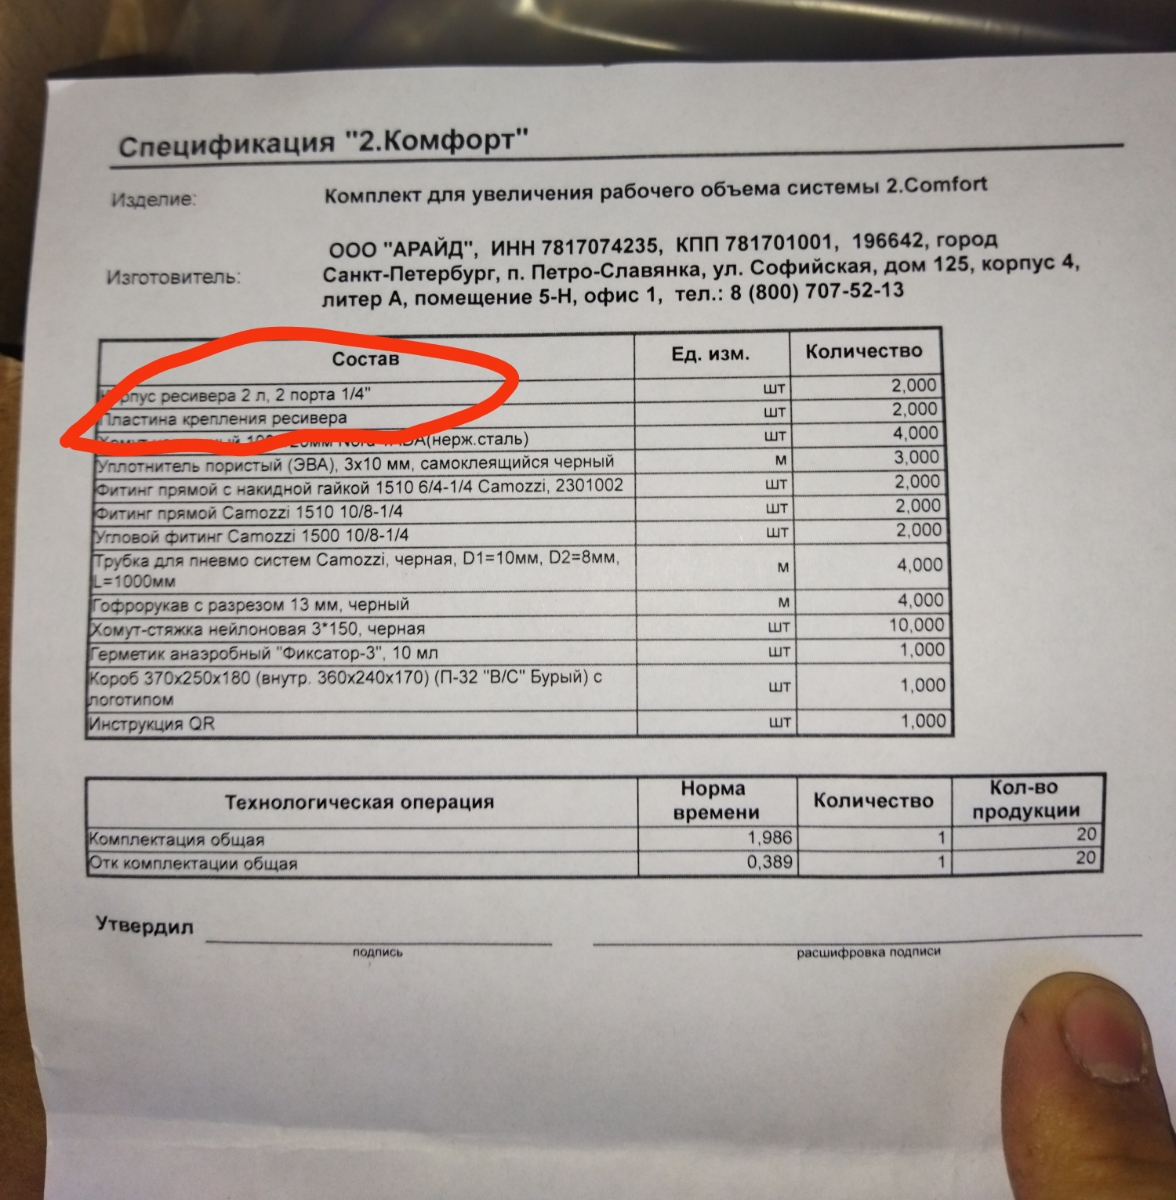 Спецификация "2.Комфорт"
Изделие: Комплект для увеличения рабочего объема системы 2.Comfort
ООО "АРАЙД", ИНН 7817074235, КПП 781701001, 196642, город
Изготовитель: Санкт-Петербург, п. Петро-Славянка, ул. Софийская, дом 125, корпус 4,
литер А, помещение 5-Н, офис 1, тел.: 8 (800) 707-52-13
Состав Ед. изм. Количество
ресивера 2 л, 2 порта 1/4" шт 2,000
Пластина крепления ресивера шт 2,000
(нерж.сталь) шт 4,000
Уплотнитель пористый (ЭВА), 3х10 мм, самоклеящийся черный м 3,000
Фитинг прямой с накидной гайкой 1510 6/4-1/4 Camozzi, 2301002 шт 2,000
Фитинг прямой Camozzi 1510 10/8-1/4 шт 2,000
Угловой фитинг Camozzi 1500 10/8-1/4 шт 2,000
Трубка для пневмо систем Camozzi, черная, D1=10мм, D2=8мм,
L=1000мм м 4,000
Гофрорукав с разрезом 13 мм, черный м 4,000
Хомут-стяжка нейлоновая 3*150, черная шт 10,000
Герметик анаэробный "Фиксатор-3", 10 мл шт 1,000
Короб 370х250х180 (внутр. 360х240х170) (П-32 "В/С" Бурый) с
логотипом шт 1,000
Инструкция QR шт 1,000
Технологическая операция Норма времени Количество Кол-во продукции
Комплектация общая 1,986 1 20
Отк комплектации общая 0,389 1 20
Утвердил
подпись расшифровка подписи